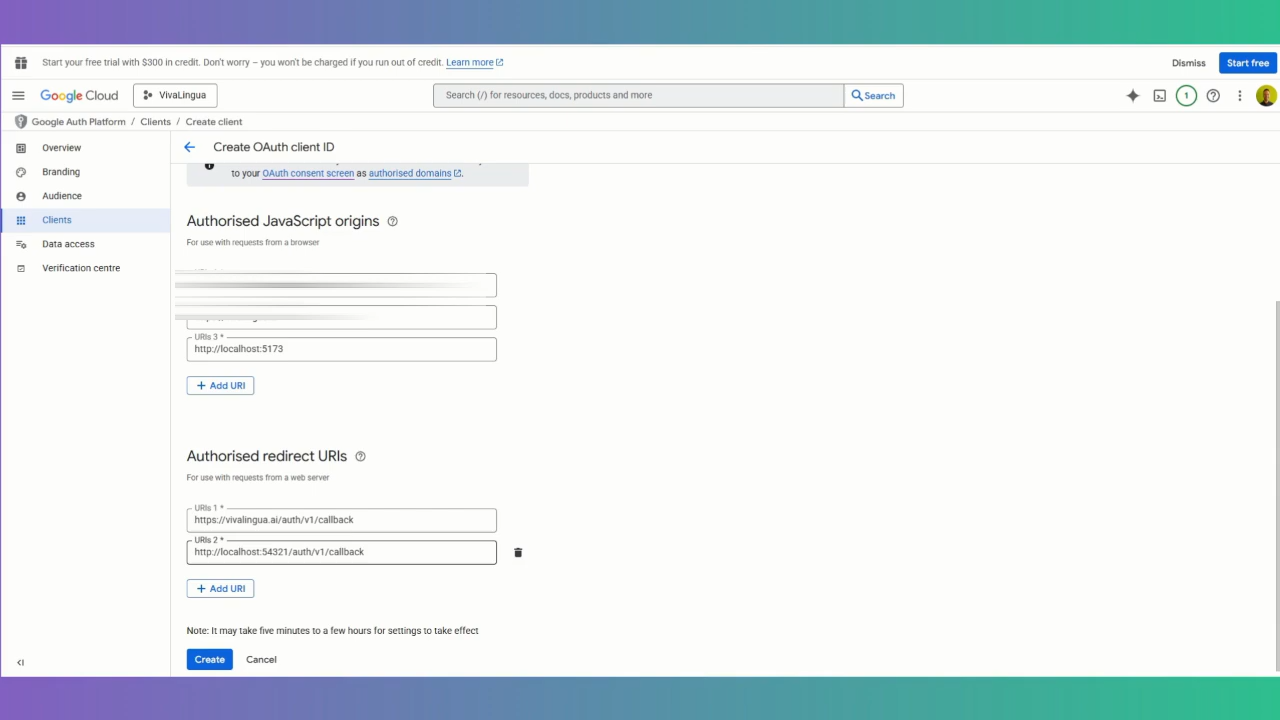 Start your free trial with $300 in credit. Don't worry – you won't be charged if you run out of credit. Learn more
Dismiss
Start free
Google Cloud
VivaLingua
Search (/) for resources, docs, products and more
Search
1
Google Auth Platform / Clients / Create client
Overview
Branding
Audience
Clients
Data access
Verification centre
Create OAuth client ID
to your OAuth consent screen as authorised domains.
Authorised JavaScript origins
For use with requests from a browser
URIs 3 *
http://localhost:5173
+ Add URI
Authorised redirect URIs
For use with requests from a web server
URIs 1 *
https://vivalingua.ai/auth/v1/callback
URIs 2 *
http://localhost:54321/auth/v1/callback
+ Add URI
Note: It may take five minutes to a few hours for settings to take effect
Create
Cancel